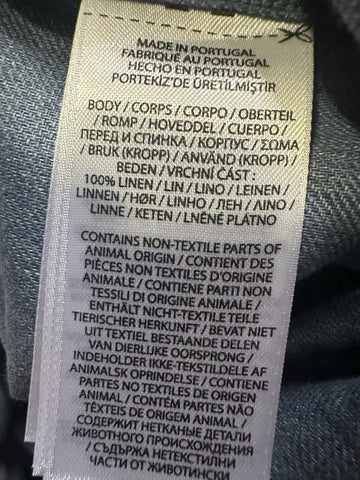 MADE IN PORTUGAL
FABRIQUÉ AU PORTUGAL
HECHO EN PORTUGAL
PORTEKİZ'DE ÜRETİLMİŞTİR
BODY / CORPS / CORPO / OBERTEIL
/ ROMP / HOVEDDEL / CUERPO /
ПЕРЕД И СПИНКА / КОРПУС / ΣΩΜΑ
/ BRUK (KROPP) / ANVÄND (KROPP) /
BEDEN / VRCHNÍ ČÁST :
100% LINEN / LIN / LINO / LEINEN /
LINNEN / HØR / LINHO / ЛЕН / ΛΙΝΟ /
LINNE / KETEN / LNĚNÉ PLÁTNO
CONTAINS NON-TEXTILE PARTS OF
ANIMAL ORIGIN / CONTIENT DES
PIÈCES NON TEXTILES D'ORIGINE
ANIMALE / CONTIENE PARTI NON
TESSILI DI ORIGINE ANIMALE /
ENTHÄLT NICHT-TEXTILE TEILE
TIERISCHER HERKUNFT / BEVAT NIET
UIT TEXTIEL BESTAANDE DELEN
VAN DIERLIJKE OORSPRONG /
INDEHOLDER IKKE-TEKSTILDELE AF
ANIMALSK OPRINDELSE / CONTIENE
PARTES NO TEXTILES DE ORIGEN
ANIMAL / CONTÉM PARTES NÃO
TÊXTEIS DE ORIGEM ANIMAL /
СОДЕРЖИТ НЕТКАНЫЕ ДЕТАЛИ
ЖИВОТНОГО ПРОИСХОЖДЕНИЯ
/ СЪДЪРЖА НЕТЕКСТИЛНИ
ЧАСТИ ОТ ЖИВОТИНСКИ